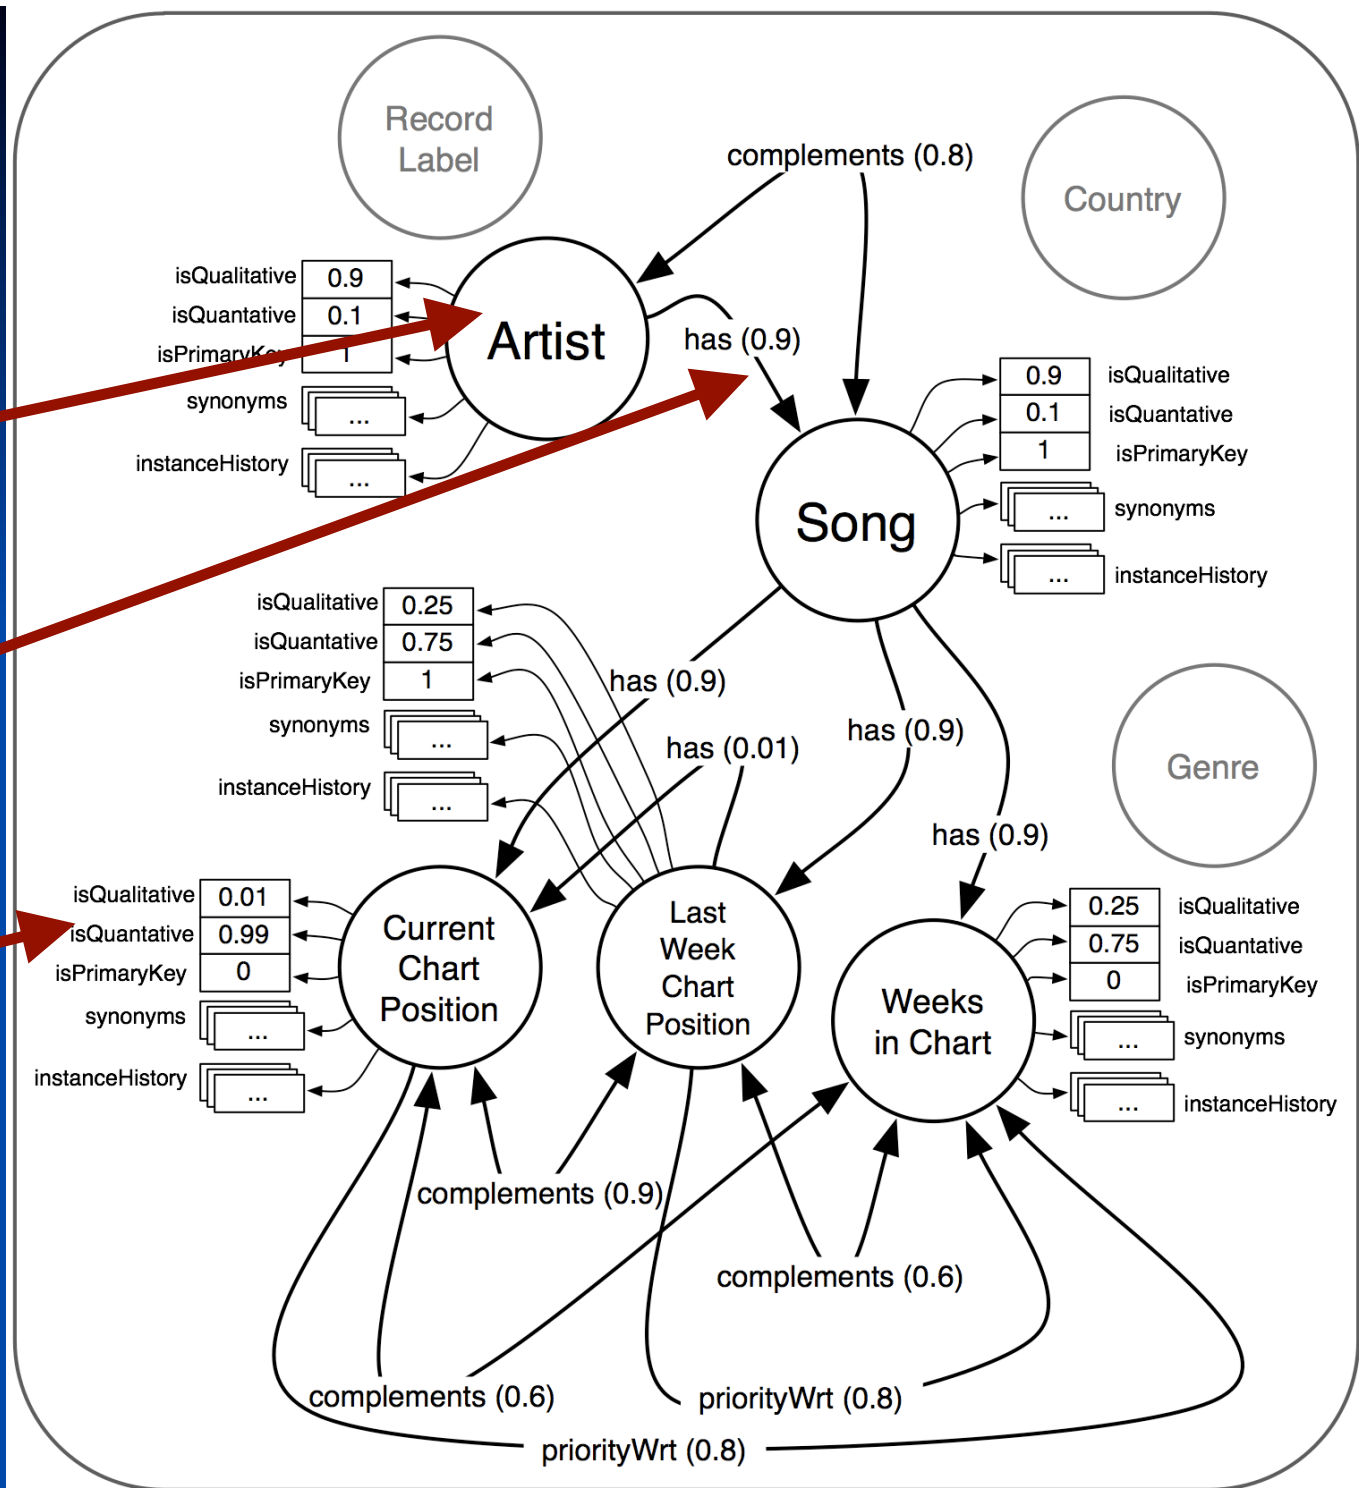 Record
Label
complements (0.8)
Country
isQualitative 0.9
isQuantative 0.1
isPrimaryKey 1
synonyms ...
instanceHistory ...
Artist
has (0.9)
0.9 isQualitative
0.1 isQuantative
1 isPrimaryKey
... synonyms
... instanceHistory
Song
isQualitative 0.25
isQuantative 0.75
isPrimaryKey 1
synonyms ...
instanceHistory ...
has (0.9)
has (0.01)
has (0.9)
has (0.9)
Genre
isQualitative 0.01
isQuantative 0.99
isPrimaryKey 0
synonyms ...
instanceHistory ...
Current
Chart
Position
Last
Week
Chart
Position
Weeks
in Chart
0.25 isQualitative
0.75 isQuantative
0 isPrimaryKey
... synonyms
... instanceHistory
complements (0.9)
complements (0.6)
complements (0.6)
priorityWrt (0.8)
priorityWrt (0.8)